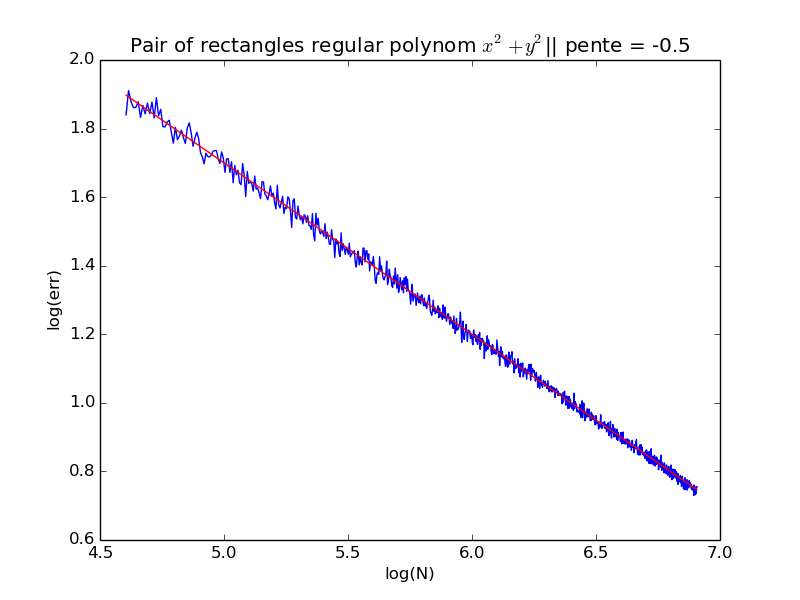 Pair of rectangles regular polynom x² + y² || pente = -0.5
2.0
1.8
1.6
1.4
1.2
1.0
0.8
0.6
4.5 5.0 5.5 6.0 6.5 7.0
log(err)
log(N)